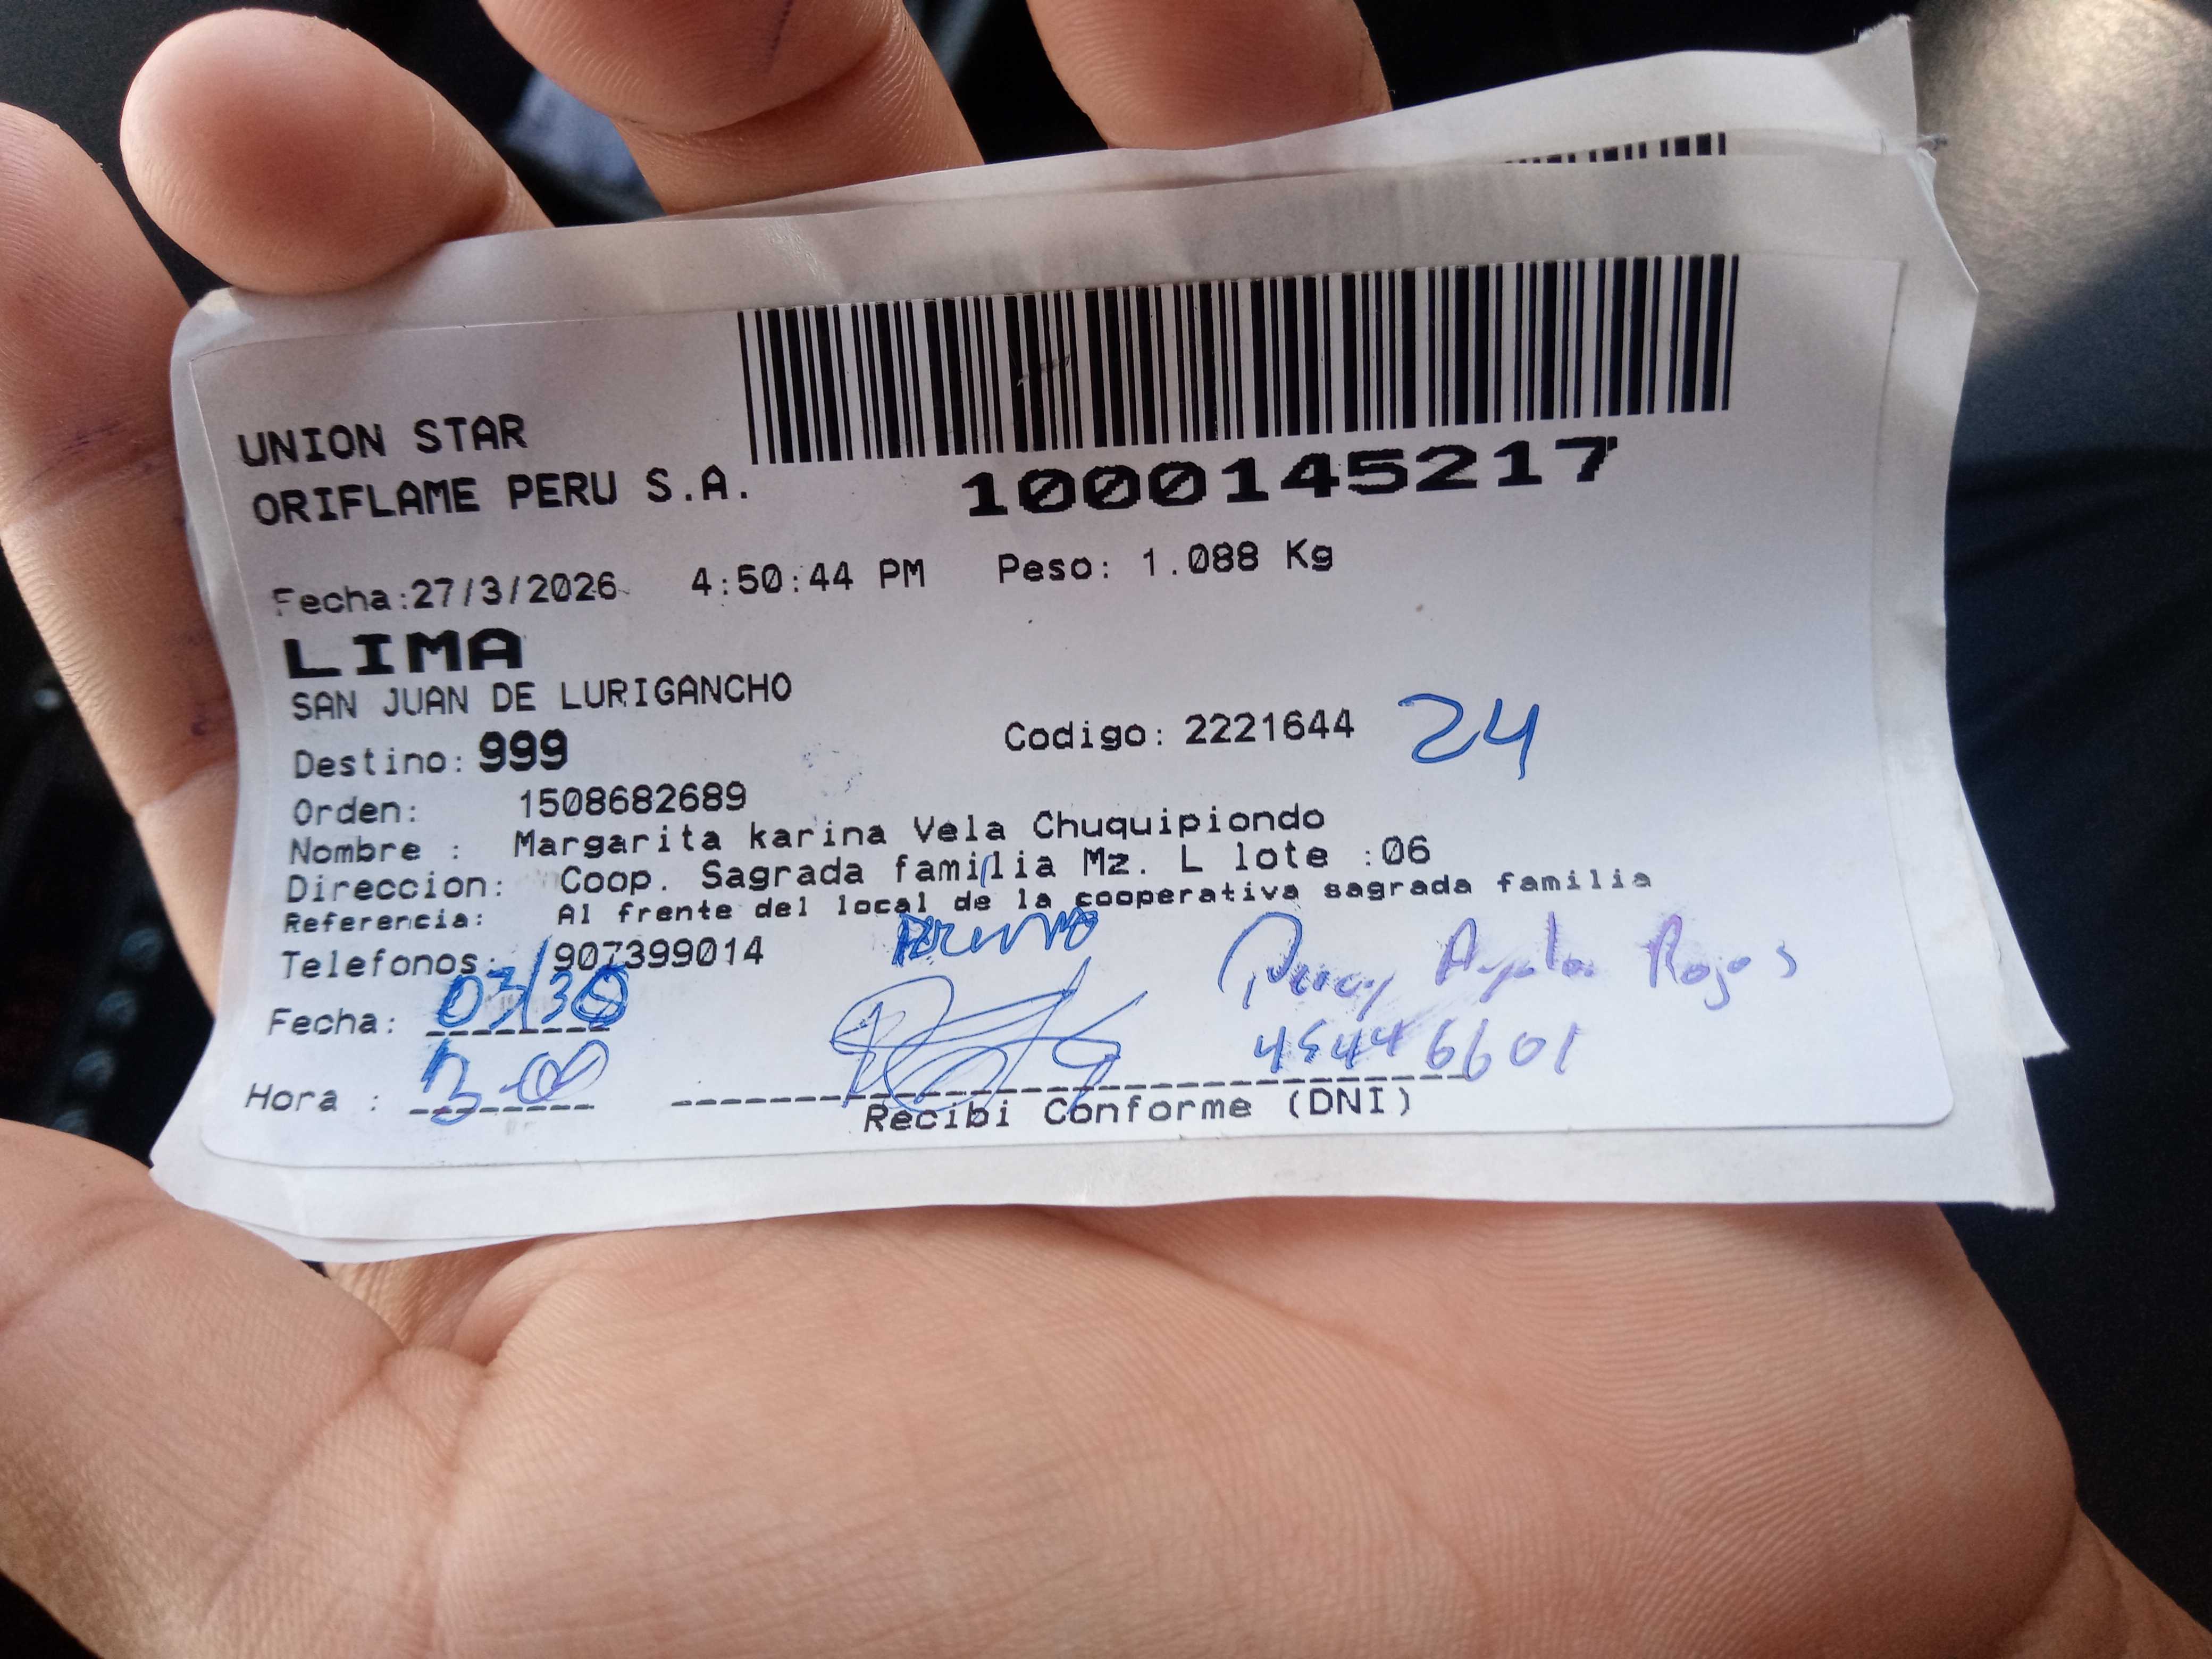 UNION STAR
ORIFLAME PERU S.A.
1000145217
Fecha:27/3/2026 4:50:44 PM Peso: 1.088 Kg
LIMA
SAN JUAN DE LURIGANCHO
Destino: 999 Codigo: 2221644 24
Orden: 1508682689
Nombre : Margarita karina Vela Chuquipiondo
Direccion: Coop. Sagrada familia Mz. L lote :06
Referencia: Al frente del local de la cooperativa sagrada familia
Telefonos: 907399014
Fecha: 03/30 Rojas
45446601
Hora : 3-00
Recibi Conforme (DNI)